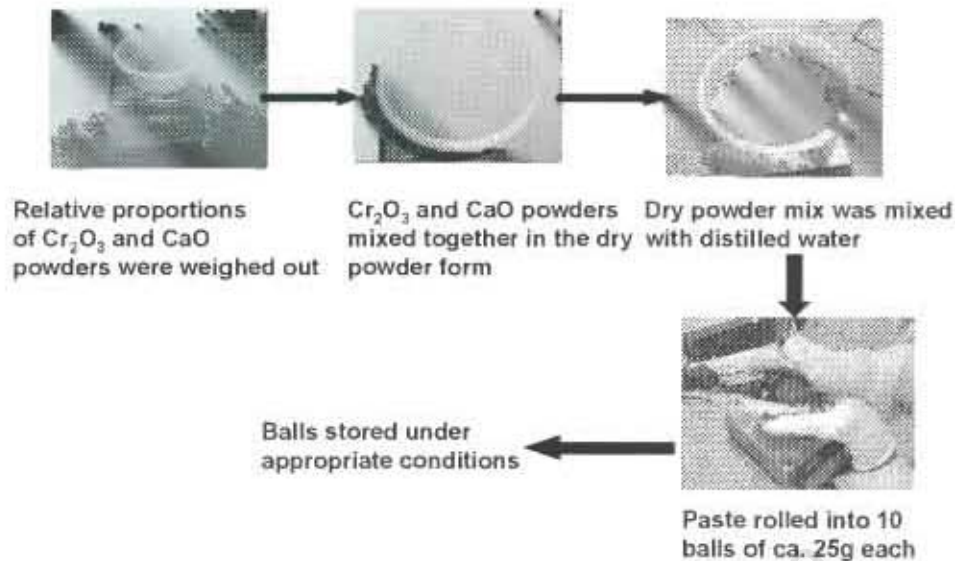 Relative proportions
of Cr₂O₃ and CaO
powders were weighed out
Cr₂O₃ and CaO powders
mixed together in the dry
powder form
Dry powder mix was mixed
with distilled water
Paste rolled into 10
balls of ca. 25g each
Balls stored under
appropriate conditions